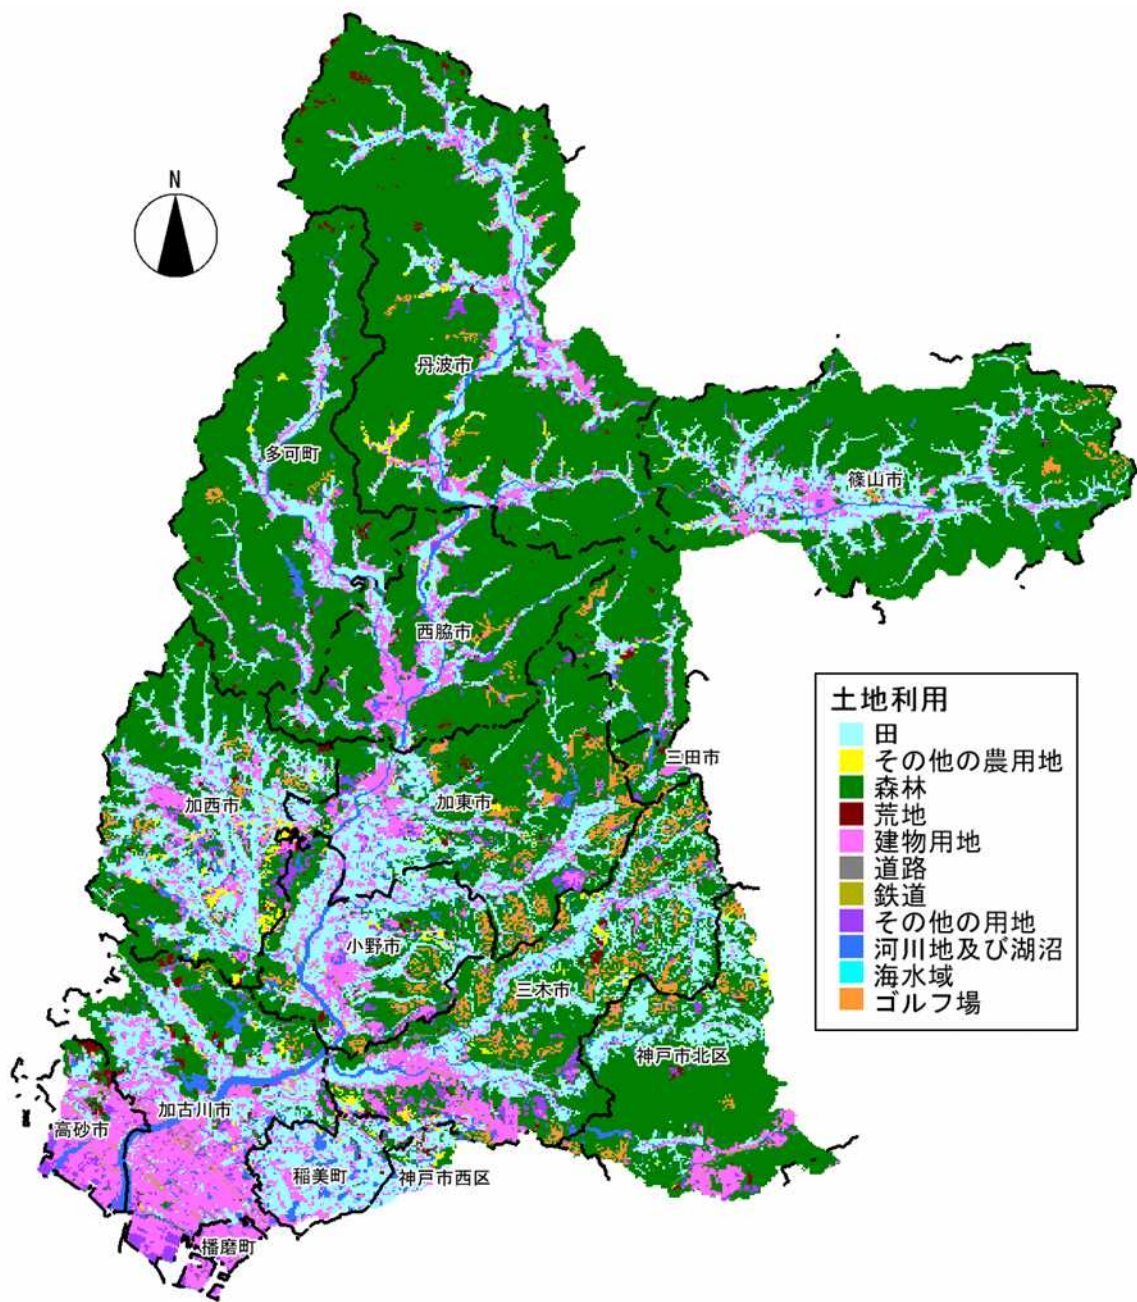 N
丹波市
多可町
篠山市
西脇市
土地利用
田
その他の農用地
森林
荒地
建物用地
道路
鉄道
その他の用地
河川地及び湖沼
海水域
ゴルフ場
三田市
加西市
加東市
小野市
三木市
神戸市北区
加古川市
高砂市
稲美町
神戸市西区
播磨町